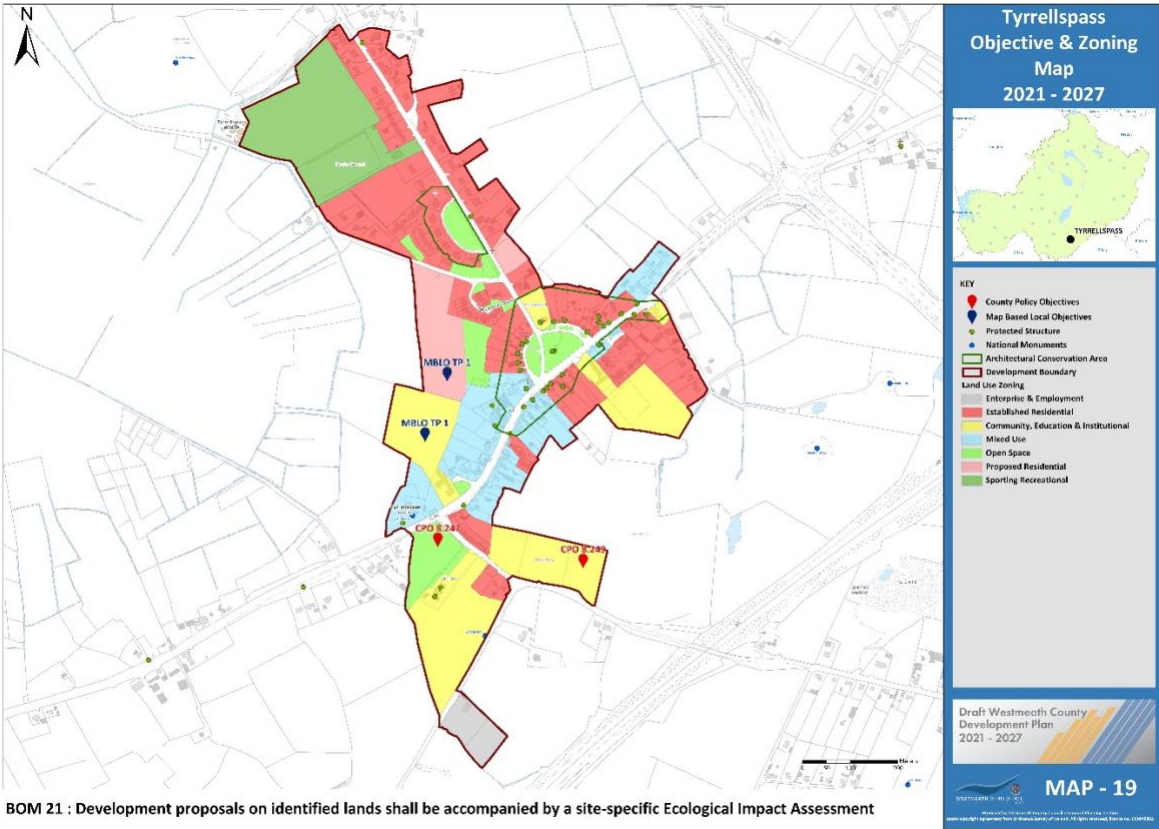 N
MBLO TP 1
MBLO TP 1
CPO 8.247
CPO 8.249
Tyrrellspass
Objective & Zoning
Map
2021 - 2027
TYRRELLSPASS
KEY
County Policy Objectives
Map Based Local Objectives
Protected Structure
National Monuments
Architectural Conservation Area
Development Boundary
Land Use Zoning
Enterprise & Employment
Established Residential
Community, Education & Institutional
Mixed Use
Open Space
Proposed Residential
Sporting Recreational
Draft Westmeath County
Development Plan
2021 - 2027
MAP - 19
BOM 21 : Development proposals on identified lands shall be accompanied by a site-specific Ecological Impact Assessment